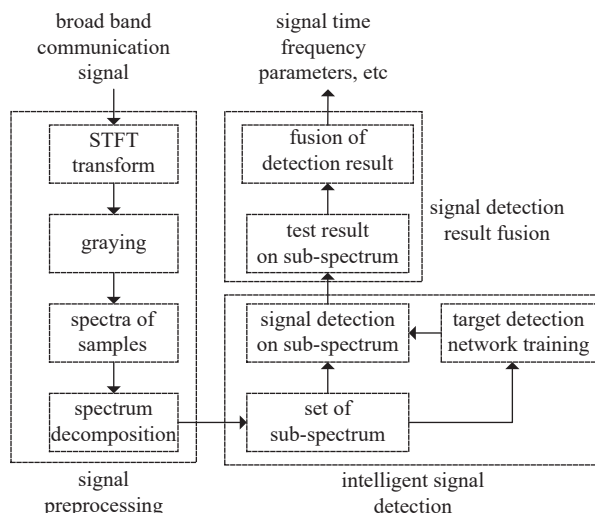 broad band
communication
signal
STFT
transform
graying
spectra of
samples
spectrum
decomposition
signal
preprocessing
signal time
frequency
parameters, etc
fusion of
detection result
test result
on sub-spectrum
signal detection
result fusion
signal detection
on sub-spectrum
target detection
network training
set of
sub-spectrum
intelligent signal
detection